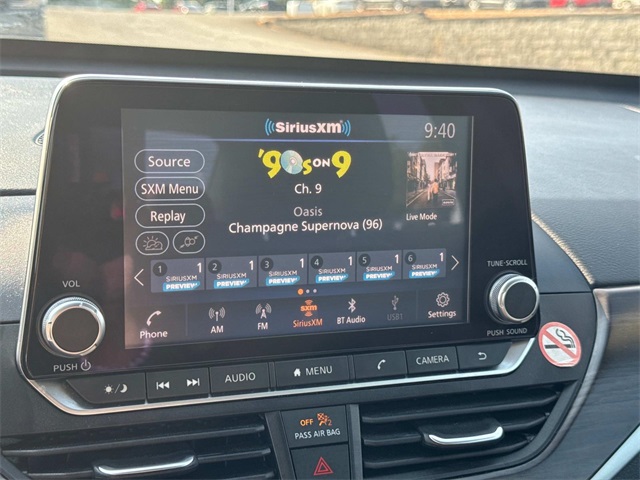 SiriusXM
9:40
Source
SXM Menu
Replay
'90s ON 9
Ch. 9
Oasis
Champagne Supernova (96)
Live Mode
1 SIRIUSXM 1 PREVIEW
2 SIRIUSXM 1 PREVIEW
3 SIRIUSXM 1 PREVIEW
4 SIRIUSXM 1 PREVIEW
5 SIRIUSXM 1 PREVIEW
6 SIRIUSXM 1 PREVIEW
Phone
AM
FM
SXM
SiriusXM
BT Audio
USB1
Settings
VOL
PUSH
TUNE·SCROLL
PUSH SOUND
AUDIO
MENU
CAMERA
OFF 2
PASS AIR BAG